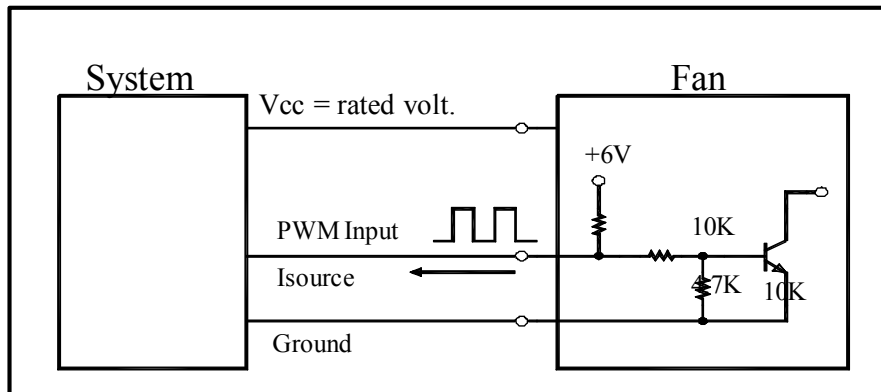 System
Fan
Vcc = rated volt.
+6V
PWM Input
10K
Isource
4.7K
10K
Ground